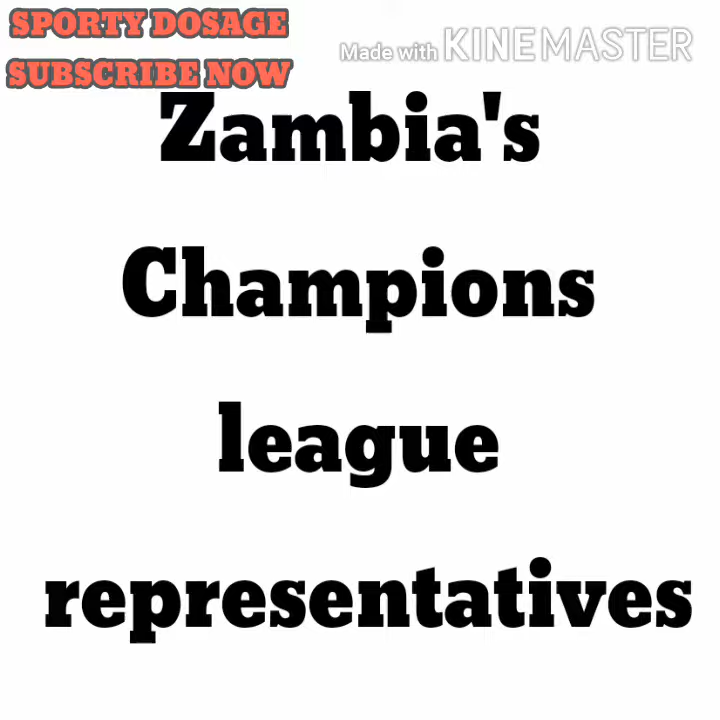 SPORTY DOSAGE
SUBSCRIBE NOW
Made with KINEMASTER
Zambia's
Champions
league
representatives